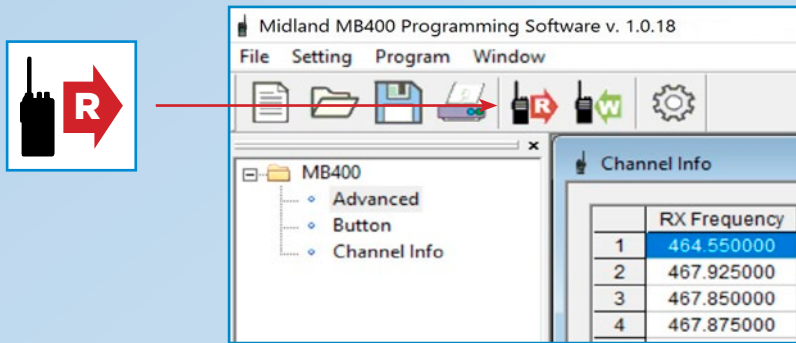 R
Midland MB400 Programming Software v. 1.0.18
File Setting Program Window
R W
x
MB400
Advanced
Button
Channel Info
Channel Info
RX Frequency
1 464.550000
2 467.925000
3 467.850000
4 467.875000